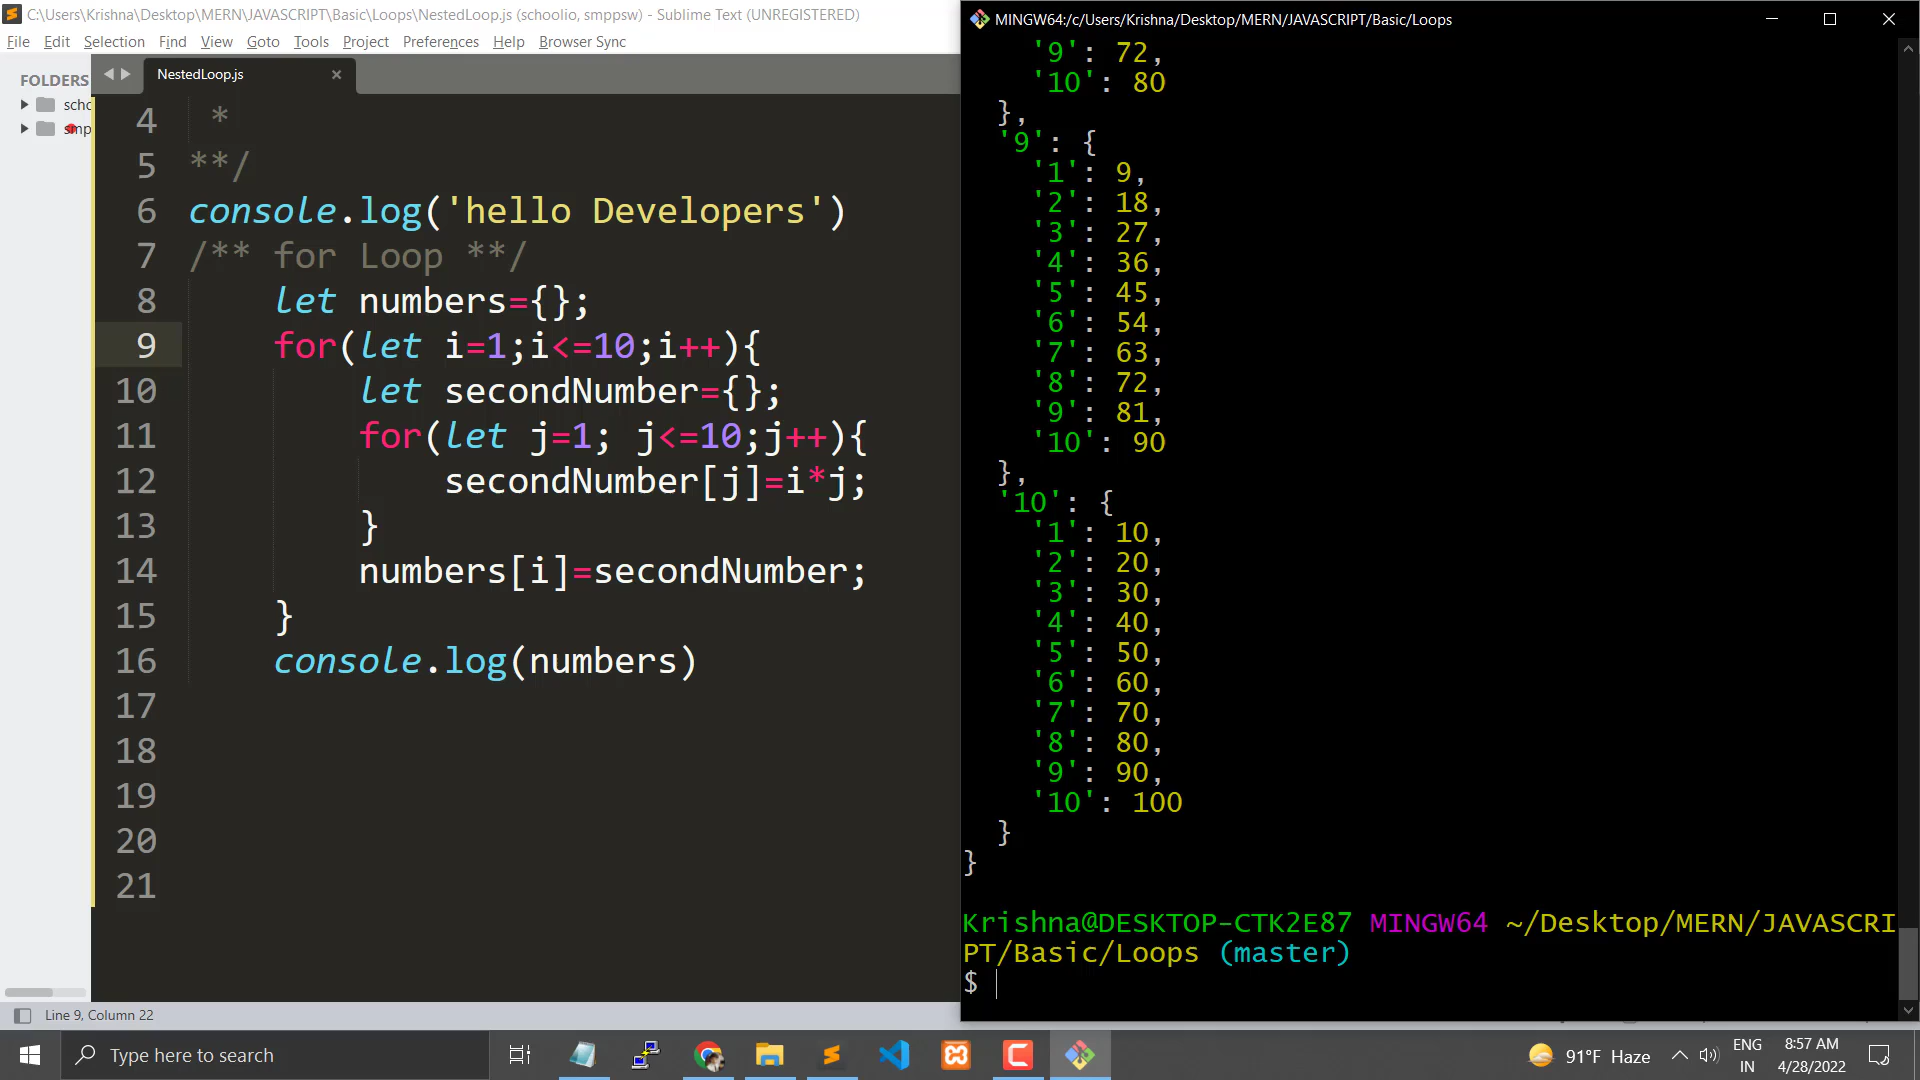 C:\Users\Krishna\Desktop\MERN\JAVASCRIPT\Basic\Loops\NestedLoop.js (schoolio, smppsw) - Sublime Text (UNREGISTERED)
File Edit Selection Find View Goto Tools Project Preferences Help Browser Sync
FOLDERS
scho
smp
NestedLoop.js
4 *
5 **/
6 console.log('hello Developers')
7 /** for Loop **/
8 let numbers={};
9 for(let i=1;i<=10;i++){
10 let secondNumber={};
11 for(let j=1; j<=10;j++){
12 secondNumber[j]=i*j;
13 }
14 numbers[i]=secondNumber;
15 }
16 console.log(numbers)
17
18
19
20
21
Line 9, Column 22
MINGW64:/c/Users/Krishna/Desktop/MERN/JAVASCRIPT/Basic/Loops
'9': 72,
'10': 80
},
'9': {
'1': 9,
'2': 18,
'3': 27,
'4': 36,
'5': 45,
'6': 54,
'7': 63,
'8': 72,
'9': 81,
'10': 90
},
'10': {
'1': 10,
'2': 20,
'3': 30,
'4': 40,
'5': 50,
'6': 60,
'7': 70,
'8': 80,
'9': 90,
'10': 100
}
}
Krishna@DESKTOP-CTK2E87 MINGW64 ~/Desktop/MERN/JAVASCRI
PT/Basic/Loops (master)
$
Type here to search
91°F Haze
ENG
IN
8:57 AM
4/28/2022